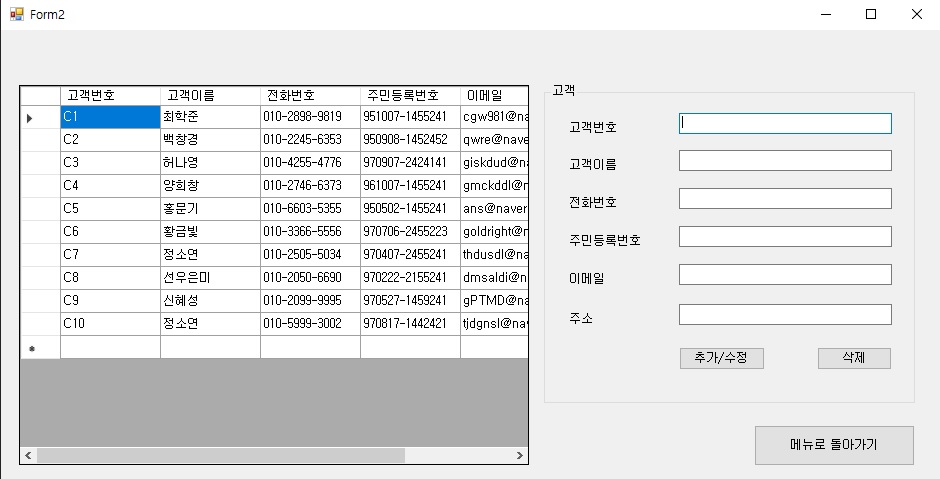 Form2
고객번호 고객이름 전화번호 주민등록번호 이메일
C1 최학준 010-2898-9819 951007-1455241 cgw981@na
C2 백창경 010-2245-6353 950908-1452452 qwre@nave
C3 허나영 010-4255-4776 970907-2424141 giskdud@na
C4 양희창 010-2746-6373 961007-1455241 gmckddl@n
C5 홍문기 010-6603-5355 950502-1455241 ans@naver
C6 황금빛 010-3366-5556 970706-2455223 goldright@n
C7 정소연 010-2505-5034 970407-2455241 thdusdl@na
C8 선우은미 010-2050-6690 970222-2155241 dmsaldi@na
C9 신혜성 010-2099-9995 970527-1459241 gPTMD@na
C10 정소연 010-5999-3002 970817-1442421 tjdgnsl@na
고객
고객번호
고객이름
전화번호
주민등록번호
이메일
주소
추가/수정 삭제
메뉴로 돌아가기